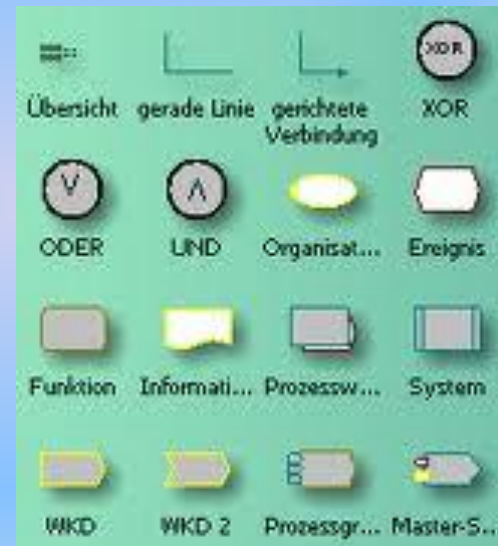 XOR
Übersicht gerade Linie gerichtete Verbindung XOR
V Λ
ODER UND Organisat... Ereignis
Funktion Informati... Prozessw... System
WKD WKD 2 Prozessgr... Master-S...